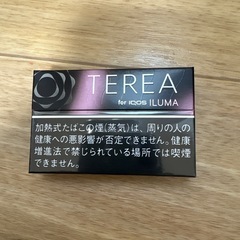 TEREA
for IQOS ILUMA
加熱式たばこの煙(蒸気)は、周りの人の
健康への悪影響が否定できません。健康
増進法で禁じられている場所では喫煙
できません。